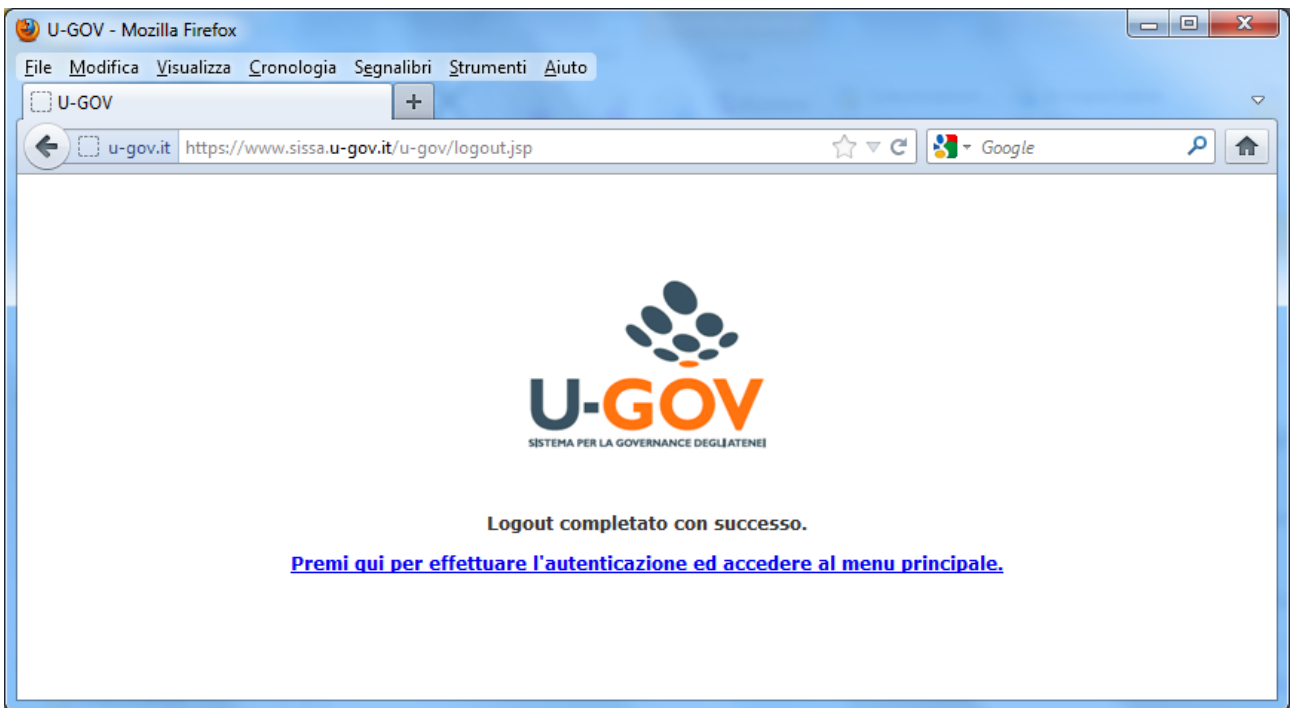 U-GOV - Mozilla Firefox
File Modifica Visualizza Cronologia Segnalibri Strumenti Aiuto
U-GOV
u-gov.it https://www.sissa.u-gov.it/u-gov/logout.jsp Google
U-GOV
SISTEMA PER LA GOVERNANCE DEGLI ATENEI
Logout completato con successo.
Premi qui per effettuare l'autenticazione ed accedere al menu principale.